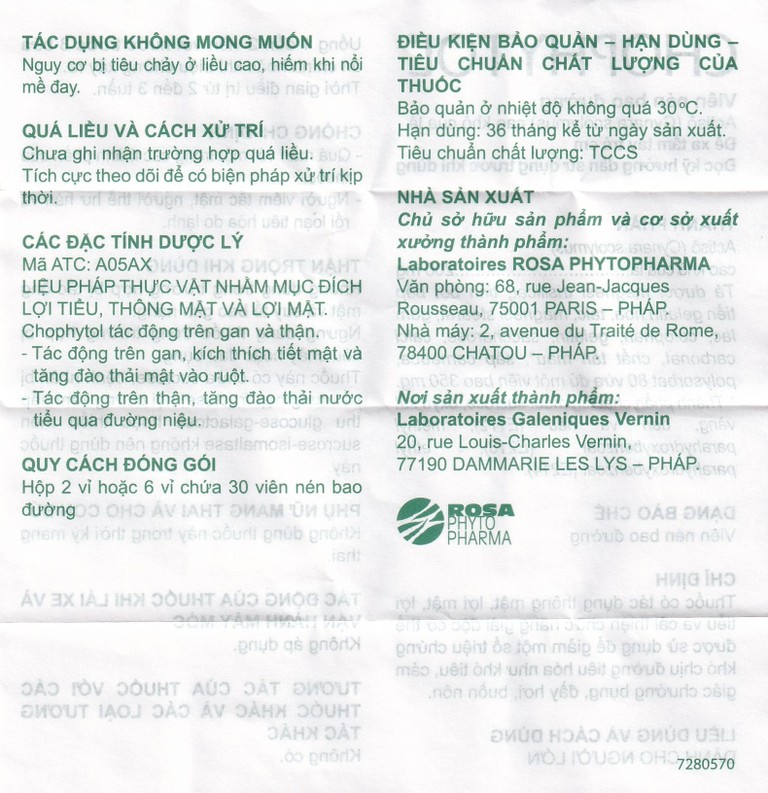 TÁC DỤNG KHÔNG MONG MUỐN
Nguy cơ bị tiêu chảy ở liều cao, hiếm khi nổi
mề đay.
QUÁ LIỀU VÀ CÁCH XỬ TRÍ
Chưa ghi nhận trường hợp quá liều.
Tích cực theo dõi để có biện pháp xử trí kịp
thời.
CÁC ĐẶC TÍNH DƯỢC LÝ
Mã ATC: A05AX
LIỆU PHÁP THỰC VẬT NHẰM MỤC ĐÍCH
LỢI TIỂU, THÔNG MẬT VÀ LỢI MẬT.
Chophytol tác động trên gan và thận.
- Tác động trên gan, kích thích tiết mật và
tăng đào thải mật vào ruột.
- Tác động trên thận, tăng đào thải nước
tiểu qua đường niệu.
QUY CÁCH ĐÓNG GÓI
Hộp 2 vỉ hoặc 6 vỉ chứa 30 viên nén bao
đường
ĐIỀU KIỆN BẢO QUẢN – HẠN DÙNG –
TIÊU CHUẨN CHẤT LƯỢNG CỦA
THUỐC
Bảo quản ở nhiệt độ không quá 30°C.
Hạn dùng: 36 tháng kể từ ngày sản xuất.
Tiêu chuẩn chất lượng: TCCS
NHÀ SẢN XUẤT
Chủ sở hữu sản phẩm và cơ sở xuất
xưởng thành phẩm:
Laboratoires ROSA PHYTOPHARMA
Văn phòng: 68, rue Jean-Jacques
Rousseau, 75001 PARIS – PHÁP
Nhà máy: 2, avenue du Traité de Rome,
78400 CHATOU – PHÁP.
Nơi sản xuất thành phẩm:
Laboratoires Galeniques Vernin
20, rue Louis-Charles Vernin,
77190 DAMMARIE LES LYS – PHÁP.
ROSA
PHYTO
PHARMA
7280570